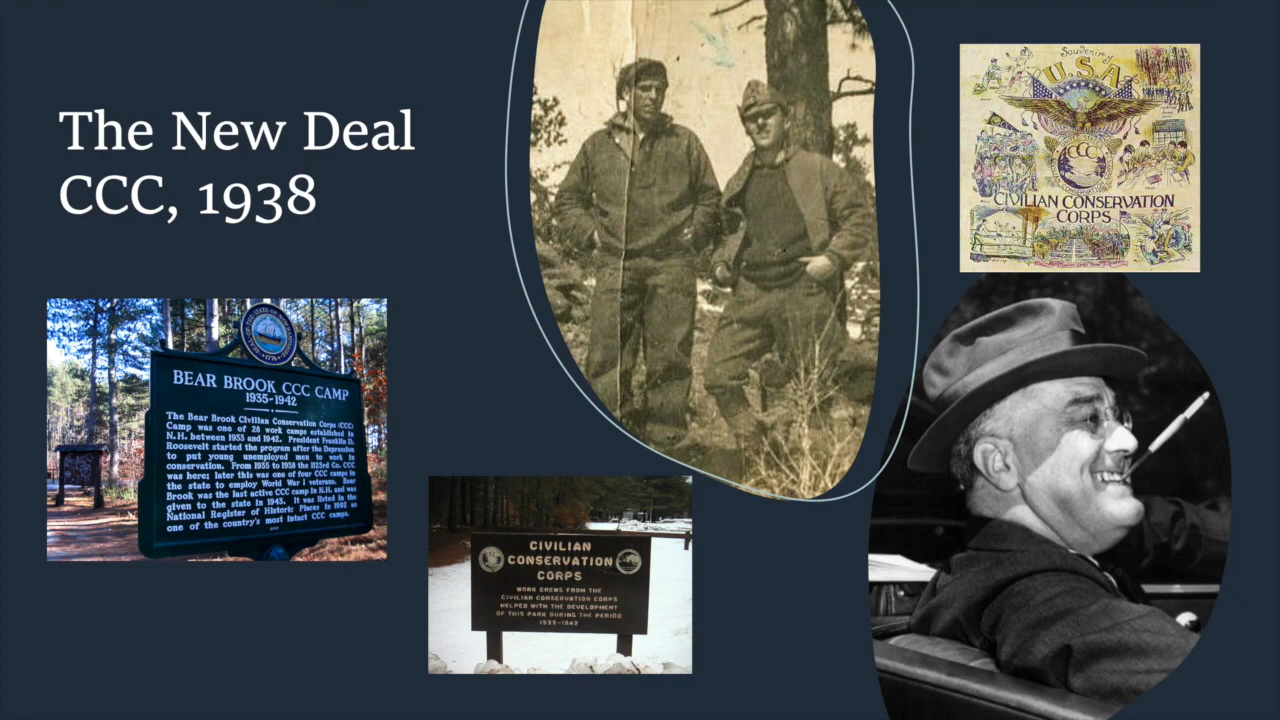 The New Deal
CCC, 1938
Souvenir of
U.S.A
CCC
CIVILIAN CONSERVATION
CORPS
BEAR BROOK CCC CAMP
1935-1942
The Bear Brook Civilian Conservation Corps (CCC)
Camp was one of 28 work camps established in
N.H. between 1933 and 1942. President Franklin D.
Roosevelt started the program after the Depression
to put young unemployed men to work in
conservation. From 1935 to 1938 the 1123rd Co. CCC
was here; later this was one of four CCC camps in
the state to employ World War I veterans. Bear
Brook was the last active CCC camp in N.H. and was
given to the state in 1943. It was listed in the
National Register of Historic Places in 1992 as
one of the country's most intact CCC camps.
CIVILIAN
CONSERVATION
CORPS
WORK CREWS FROM THE
CIVILIAN CONSERVATION CORPS
HELPED WITH THE DEVELOPMENT
OF THIS PARK DURING THE PERIOD
1933-1942